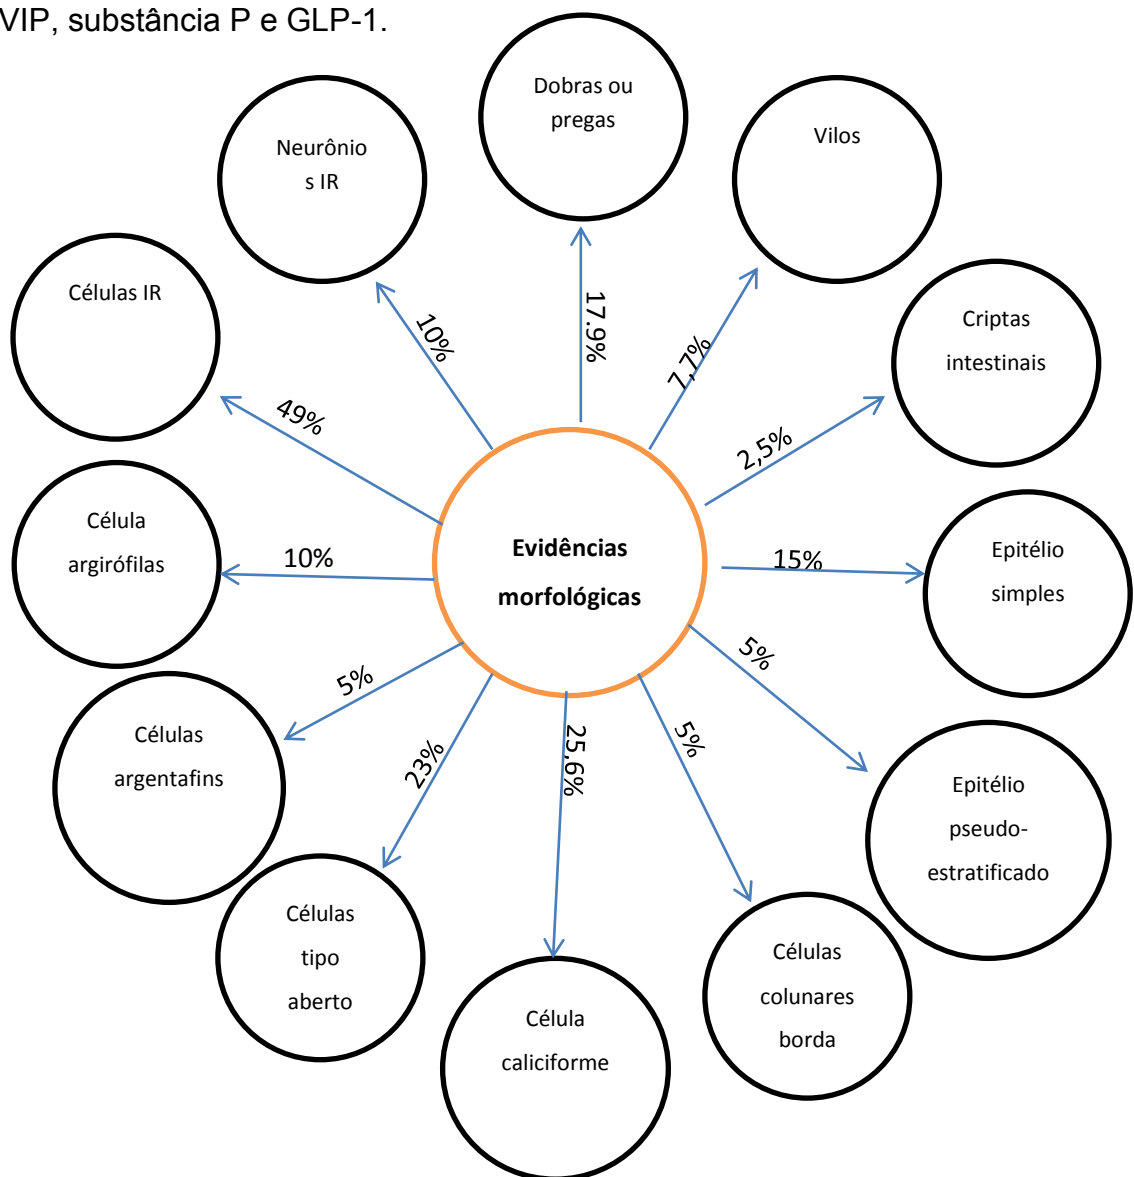 VIP, substância P e GLP-1.
Dobras ou
pregas
Vilos
Neurônio
s IR
Células IR
Criptas
intestinais
10%
17.9%
7,7%
49%
2,5%
Célula
argirófilas
10%
Evidências
morfológicas
15%
Epitélio
simples
5%
5%
Células
argentafins
23%
25,6%
5%
Epitélio
pseudo-
estratificado
Células
tipo
aberto
Célula
caliciforme
Células
colunares
borda